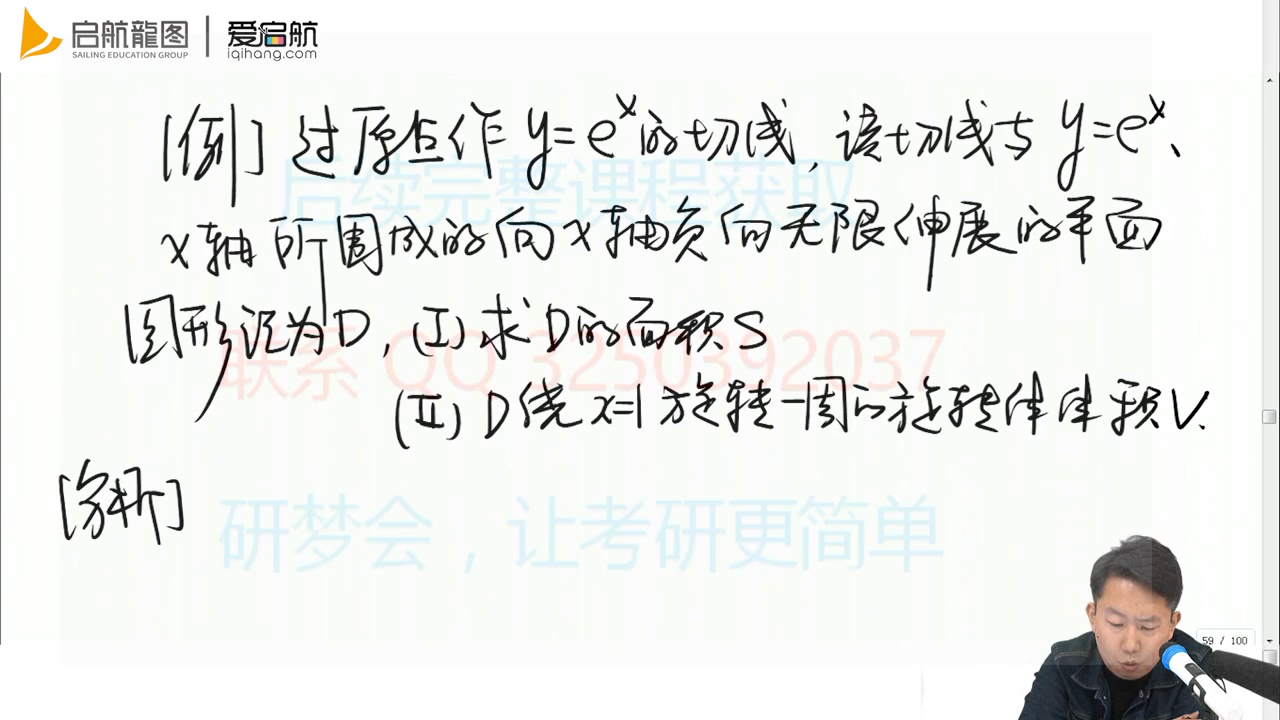 启航龍图 爱启航
SAILING EDUCATION GROUP iqihang.com
[例] 过原点作 y=eˣ的切线, 该切线与 y=eˣ、
后续完整课程获取
x轴所围成的向x轴负向无限伸展的平面
图形记为D, (Ⅰ) 求D的面积S
联系 QQ 3250392037
(Ⅱ) D绕x=1旋转一周的旋转体体积V.
[分析]
研梦会，让考研更简单
59 / 100